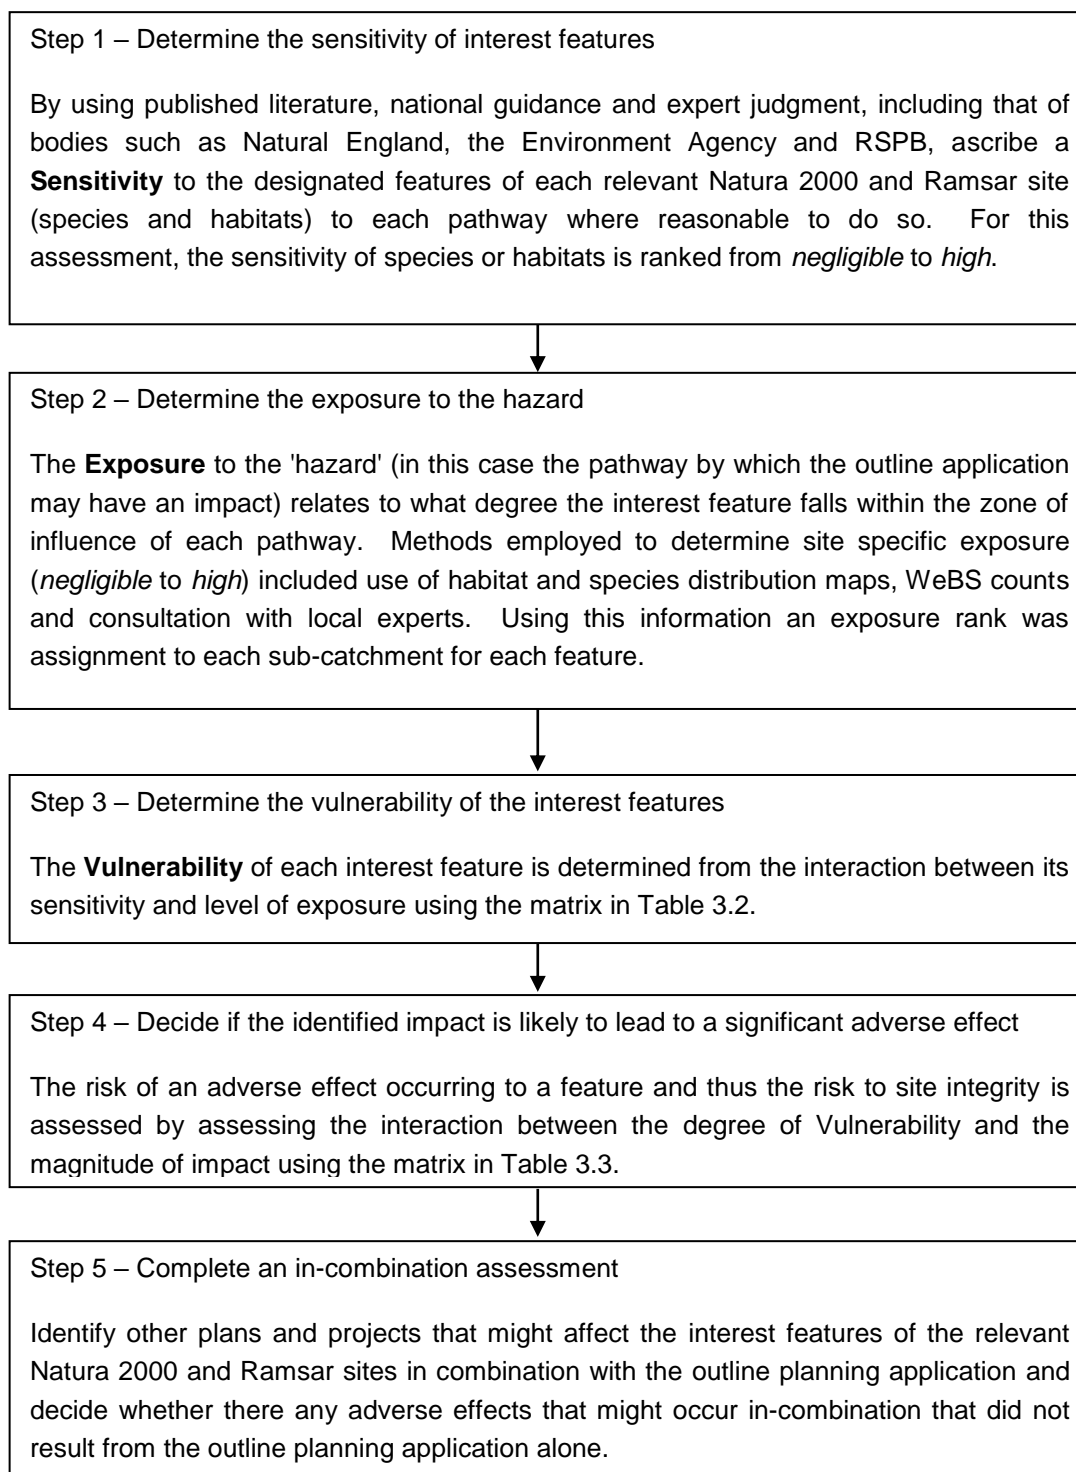 Step 1 – Determine the sensitivity of interest features
By using published literature, national guidance and expert judgment, including that of
bodies such as Natural England, the Environment Agency and RSPB, ascribe a
Sensitivity to the designated features of each relevant Natura 2000 and Ramsar site
(species and habitats) to each pathway where reasonable to do so. For this
assessment, the sensitivity of species or habitats is ranked from negligible to high.
Step 2 – Determine the exposure to the hazard
The Exposure to the 'hazard' (in this case the pathway by which the outline application
may have an impact) relates to what degree the interest feature falls within the zone of
influence of each pathway. Methods employed to determine site specific exposure
(negligible to high) included use of habitat and species distribution maps, WeBS counts
and consultation with local experts. Using this information an exposure rank was
assignment to each sub-catchment for each feature.
Step 3 – Determine the vulnerability of the interest features
The Vulnerability of each interest feature is determined from the interaction between its
sensitivity and level of exposure using the matrix in Table 3.2.
Step 4 – Decide if the identified impact is likely to lead to a significant adverse effect
The risk of an adverse effect occurring to a feature and thus the risk to site integrity is
assessed by assessing the interaction between the degree of Vulnerability and the
magnitude of impact using the matrix in Table 3.3.
Step 5 – Complete an in-combination assessment
Identify other plans and projects that might affect the interest features of the relevant
Natura 2000 and Ramsar sites in combination with the outline planning application and
decide whether there any adverse effects that might occur in-combination that did not
result from the outline planning application alone.